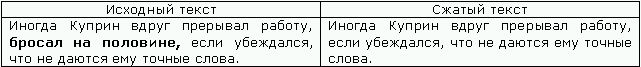 Исходный текст
Сжатый текст
Иногда Куприн вдруг прерывал работу,
бросал на половине, если убеждался,
что не даются ему точные слова.
Иногда Куприн вдруг прерывал работу,
если убеждался, что не даются ему точные
слова.